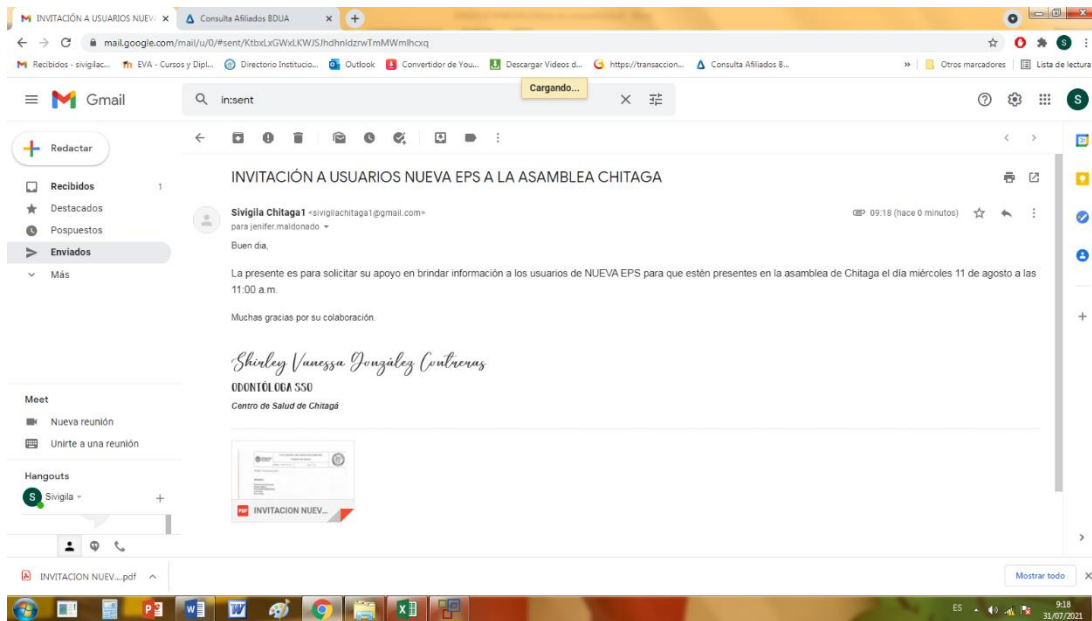 INVITACIÓN A USUARIOS NUEV
Consulta Afiliados BDUA
mail.google.com/mail/u/0/#sent/KtbxLxGWxLKWJSJhdhnldzrwTmMWmlhcxq
Recibidos - sivigilac...
EVA - Cursos y Dipl...
Directorio Institucio...
Outlook
Convertidor de You...
Descargar Videos d...
https://transaccion...
Consulta Afiliados B...
»
Otros marcadores
Lista de lectura
Gmail
in:sent
Cargando...
S
Redactar
Recibidos 1
Destacados
Pospuestos
Enviados
Más
INVITACIÓN A USUARIOS NUEVA EPS A LA ASAMBLEA CHITAGA
Sivigila Chitaga1 <sivigilachitaga1@gmail.com>
09:18 (hace 0 minutos)
para jenifer.maldonado
Buen dia,
La presente es para solicitar su apoyo en brindar información a los usuarios de NUEVA EPS para que estén presentes en la asamblea de Chitaga el día miércoles 11 de agosto a las
11:00 a.m.
Muchas gracias por su colaboración.
Shirley Vanessa González Contreras
ODONTÓLOGA SSO
Centro de Salud de Chitagá
PDF INVITACION NUEV...
Meet
Nueva reunión
Unirte a una reunión
Hangouts
S Sivigila
INVITACION NUEV....pdf
Mostrar todo
ES
9:18
31/07/2021